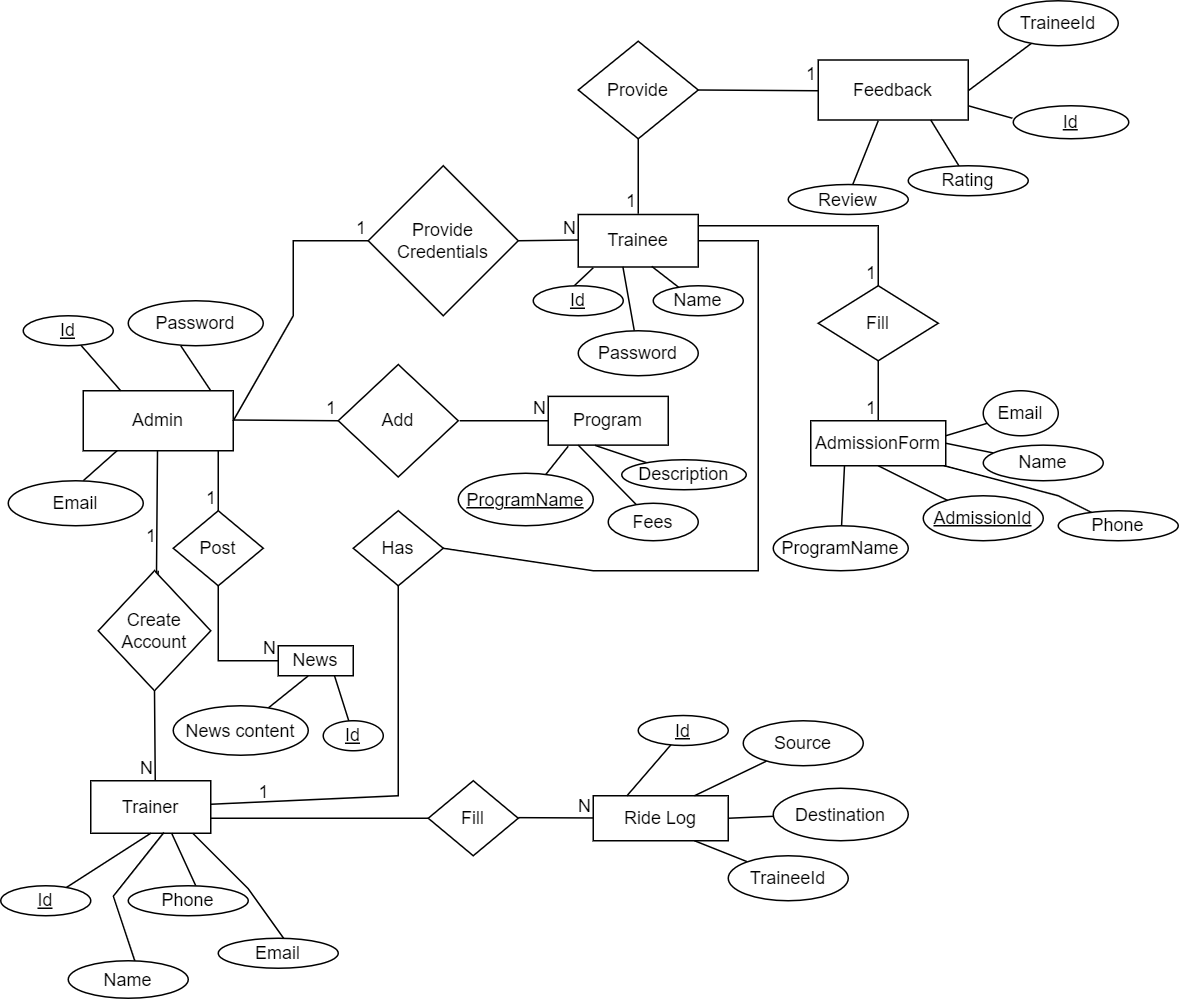 TraineeId
1
Provide
Feedback
Id
Rating
Review
1
1
Provide
Credentials
N
Trainee
1
Id
Name
Fill
Password
Id
Password
Admin
1
Add
N
Program
1
Email
AdmissionForm
Name
Description
ProgramName
Fees
Email
AdmissionId
Phone
ProgramName
1
1
Post
Has
Create
Account
N
News
News content
Id
Id
Source
N
Trainer
1
Fill
N
Ride Log
Destination
TraineeId
Id
Phone
Email
Name